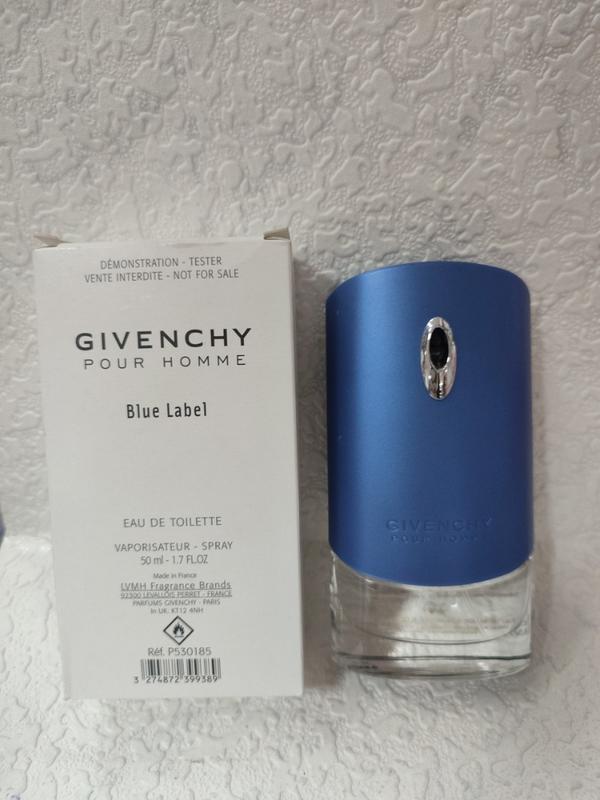 DÉMONSTRATION - TESTER
VENTE INTERDITE - NOT FOR SALE
GIVENCHY
POUR HOMME
Blue Label
EAU DE TOILETTE
VAPORISATEUR - SPRAY
50 ml - 1.7 FL.OZ
Made in France
LVMH Fragrance Brands
92300 LEVALLOIS PERRET - FRANCE
PARFUMS GIVENCHY - PARIS
In UK: KT12 4NH
Réf. P530185
3 274872 399389
GIVENCHY
POUR HOMME